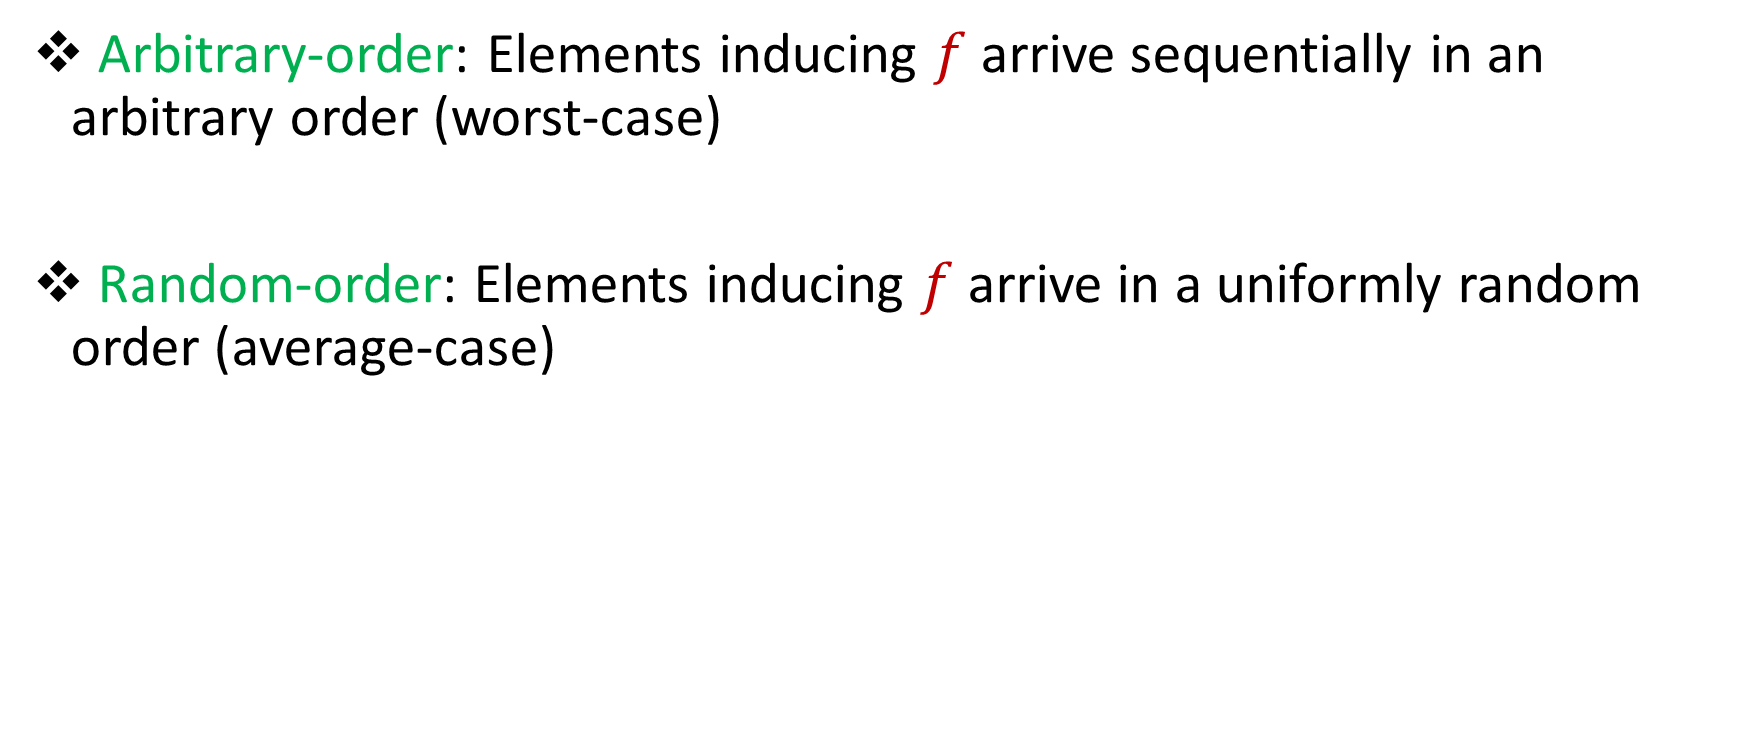 ❖ Arbitrary-order: Elements inducing f arrive sequentially in an
arbitrary order (worst-case)
❖ Random-order: Elements inducing f arrive in a uniformly random
order (average-case)